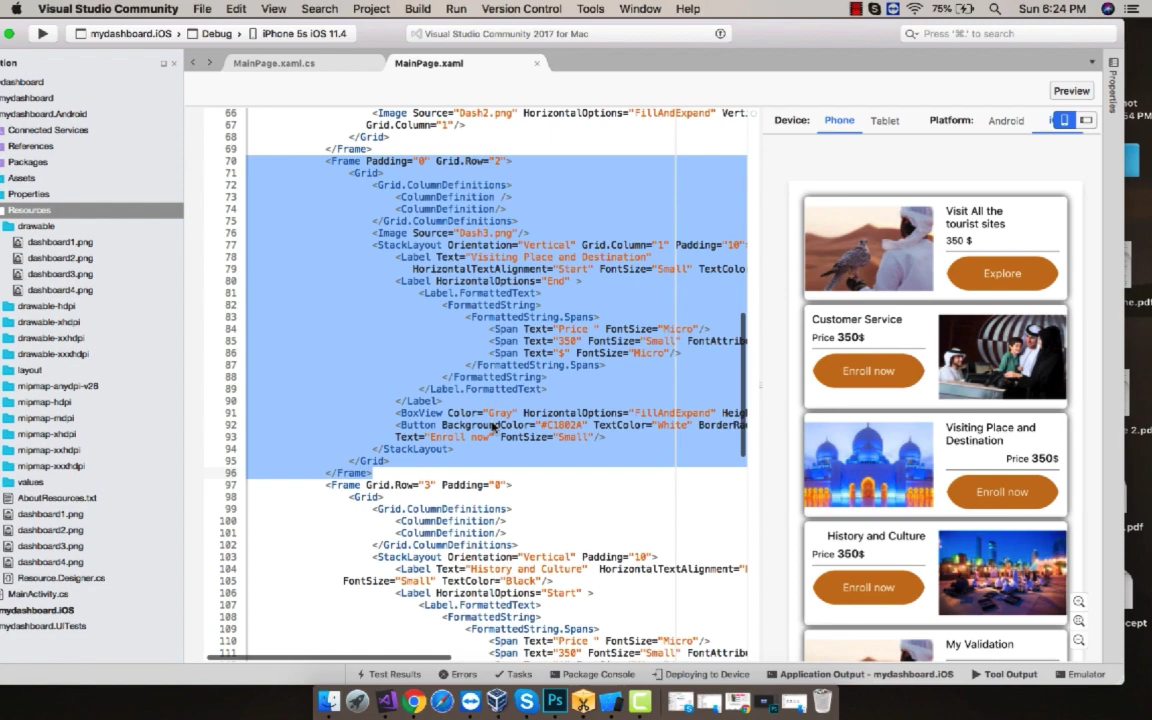 Visual Studio Community File Edit View Search Project Build Run Version Control Tools Window Help 75% Sun 6:24 PM
mydashboard.iOS Debug iPhone 5s iOS 11.4 Visual Studio Community 2017 for Mac Press '⌘.' to search
tion
MainPage.xaml.cs MainPage.xaml
Properties
Preview
Device: Phone Tablet Platform: Android
dashboard
mydashboard
mydashboard.Android
Connected Services
References
Packages
Assets
Properties
Resources
drawable
dashboard1.png
dashboard2.png
dashboard3.png
dashboard4.png
drawable-hdpi
drawable-xhdpi
drawable-xxhdpi
drawable-xxxhdpi
layout
mipmap-anydpi-v26
mipmap-hdpi
mipmap-mdpi
mipmap-xhdpi
mipmap-xxhdpi
mipmap-xxxhdpi
values
AboutResources.txt
dashboard1.png
dashboard2.png
dashboard3.png
dashboard4.png
Resource.Designer.cs
MainActivity.cs
mydashboard.iOS
mydashboard.UITests
66 <Image Source="Dash2.png" HorizontalOptions="FillAndExpand" Vert
67 Grid.Column="1"/>
68 </Grid>
69 </Frame>
70 <Frame Padding="0" Grid.Row="2">
71 <Grid>
72 <Grid.ColumnDefinitions>
73 <ColumnDefinition />
74 <ColumnDefinition/>
75 </Grid.ColumnDefinitions>
76 <Image Source="Dash3.png"/>
77 <StackLayout Orientation="Vertical" Grid.Column="1" Padding="10"
78 <Label Text="Visiting Place and Destination"
79 HorizontalTextAlignment="Start" FontSize="Small" TextColo
80 <Label HorizontalOptions="End" >
81 <Label.FormattedText>
82 <FormattedString>
83 <FormattedString.Spans>
84 <Span Text="Price " FontSize="Micro"/>
85 <Span Text="350" FontSize="Small" FontAttrib
86 <Span Text="$" FontSize="Micro"/>
87 </FormattedString.Spans>
88 </FormattedString>
89 </Label.FormattedText>
90 </Label>
91 <BoxView Color="Gray" HorizontalOptions="FillAndExpand" Heig
92 <Button BackgroundColor="#C1802A" TextColor="White" BorderRa
93 Text="Enroll now" FontSize="Small"/>
94 </StackLayout>
95 </Grid>
96 </Frame>
97 <Frame Grid.Row="3" Padding="0">
98 <Grid>
99 <Grid.ColumnDefinitions>
100 <ColumnDefinition/>
101 <ColumnDefinition/>
102 </Grid.ColumnDefinitions>
103 <StackLayout Orientation="Vertical" Padding="10">
104 <Label Text="History and Culture" HorizontalTextAlignment="
105 FontSize="Small" TextColor="Black"/>
106 <Label HorizontalOptions="Start" >
107 <Label.FormattedText>
108 <FormattedString>
109 <FormattedString.Spans>
110 <Span Text="Price " FontSize="Micro"/>
111 <Span Text="350" FontSize="Small" FontAttrib
Visit All the
tourist sites
350 $
Explore
Customer Service
Price 350$
Enroll now
Visiting Place and
Destination
Price 350$
Enroll now
History and Culture
Price 350$
Enroll now
My Validation
Test Results Errors Tasks Package Console Deploying to Device Application Output - mydashboard.iOS Tool Output Emulator
Ps